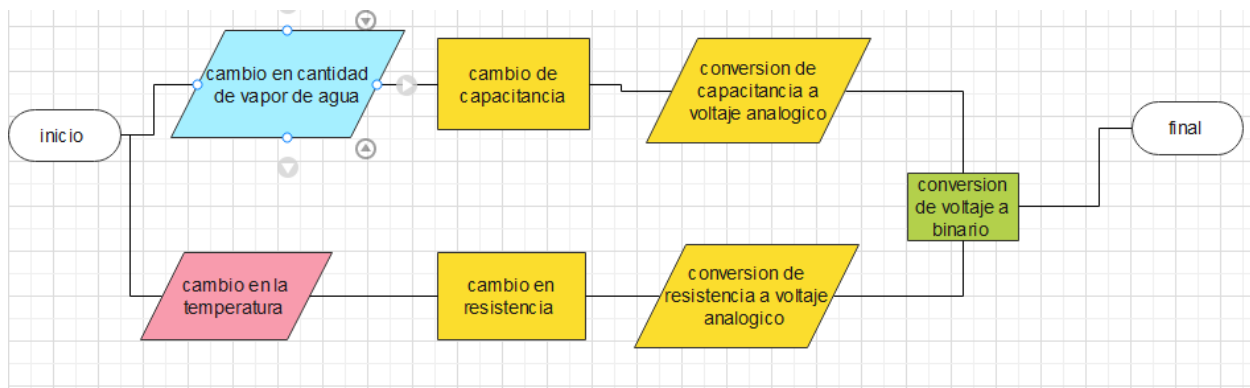 inicio
cambio en cantidad
de vapor de agua
cambio de
capacitancia
conversion de
capacitancia a
voltaje analogico
cambio en la
temperatura
cambio en
resistencia
conversion de
resistencia a voltaje
analogico
conversion
de voltaje a
binario
final